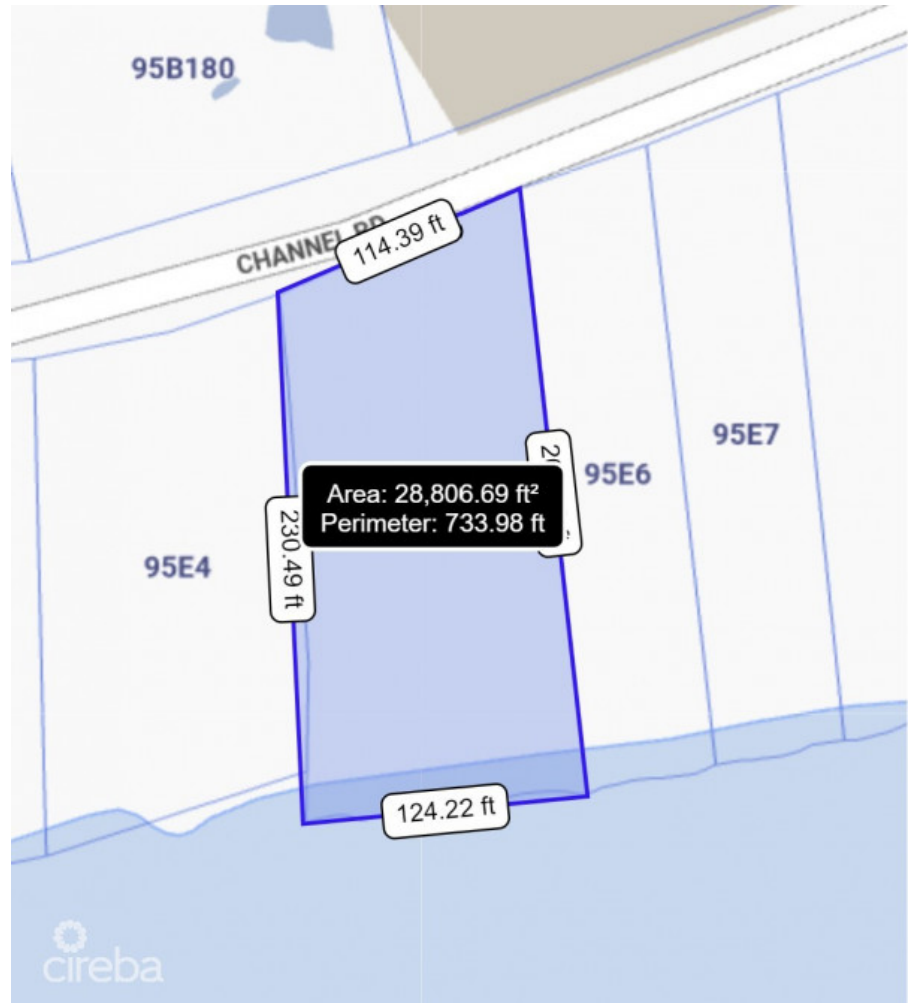 95B180
CHANNEL RD
114.39 ft
95E7
95E6
Area: 28,806.69 ft²
Perimeter: 733.98 ft
230.49 ft
95E4
124.22 ft
cireba